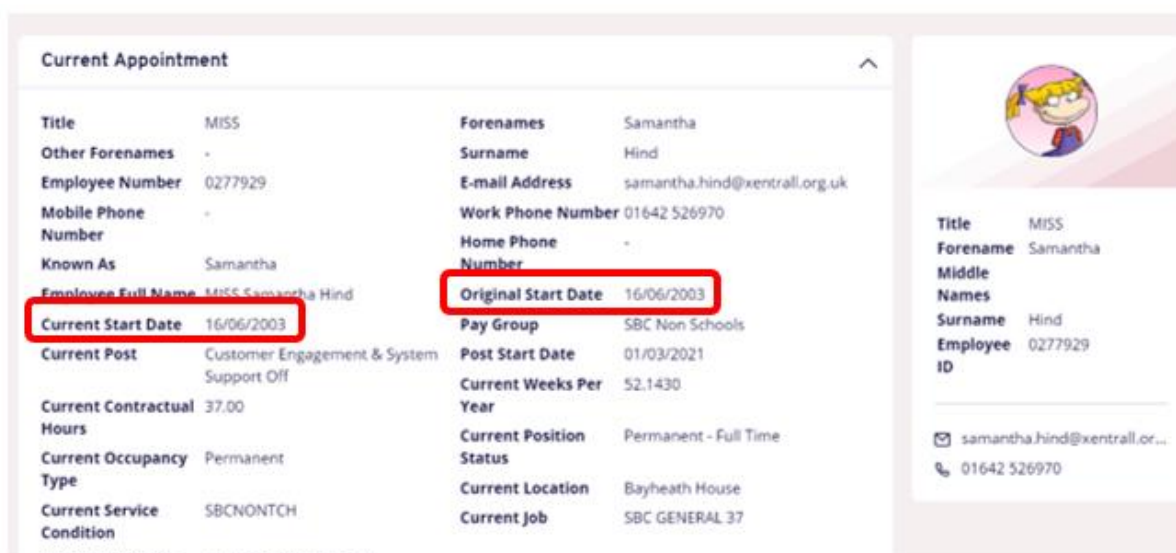 Current Appointment
Title MISS
Other Forenames -
Employee Number 0277929
Mobile Phone -
Number
Known As Samantha
Employee Full Name MISS Samantha Hind
Current Start Date 16/06/2003
Current Post Customer Engagement & System
Support Off
Current Contractual 37.00
Hours
Current Occupancy Permanent
Type
Current Service SBCNONTCH
Condition
Forenames Samantha
Surname Hind
E-mail Address samantha.hind@xentrall.org.uk
Work Phone Number 01642 526970
Home Phone -
Number
Original Start Date 16/06/2003
Pay Group SBC Non Schools
Post Start Date 01/03/2021
Current Weeks Per 52.1430
Year
Current Position Permanent - Full Time
Status
Current Location Bayheath House
Current Job SBC GENERAL 37
Title MISS
Forename Samantha
Middle
Names
Surname Hind
Employee 0277929
ID
samantha.hind@xentrall.or...
01642 526970